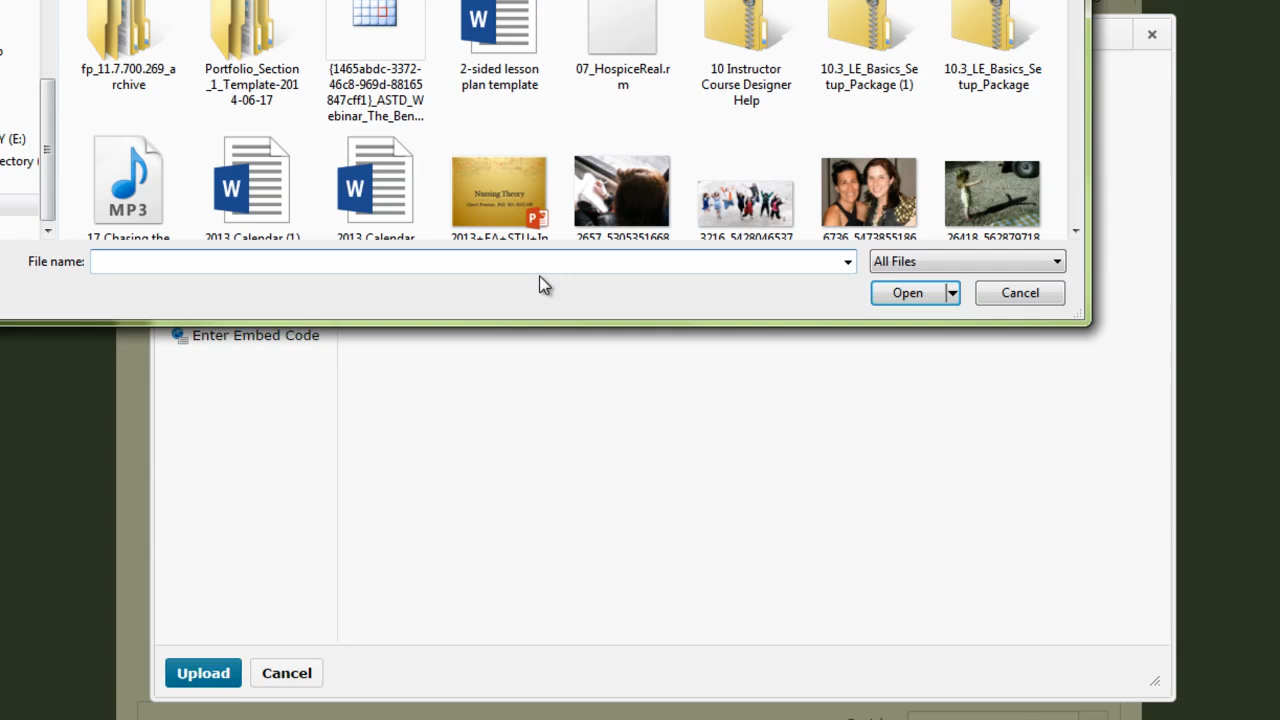 fp_11.7.700.269_a
rchive
Portfolio_Section
_1_Template-201
4-06-17
{1465abdc-3372-
46c8-969d-88165
847cff1}_ASTD_W
ebinar_The_Ben...
2-sided lesson
plan template
07_HospiceReal.r
m
10 Instructor
Course Designer
Help
10.3_LE_Basics_Se
tup_Package (1)
10.3_LE_Basics_Se
tup_Package
Y (E:)
ectory (
MP3
W
W
W
Nursing Theory
17 Chasing the
2013 Calendar (1)
2013 Calendar
2013+FA+STU+In
2657_5305351668
3216_5428046537
6736_5473855186
26418_562879718
File name:
All Files
Open
Cancel
Enter Embed Code
Upload
Cancel